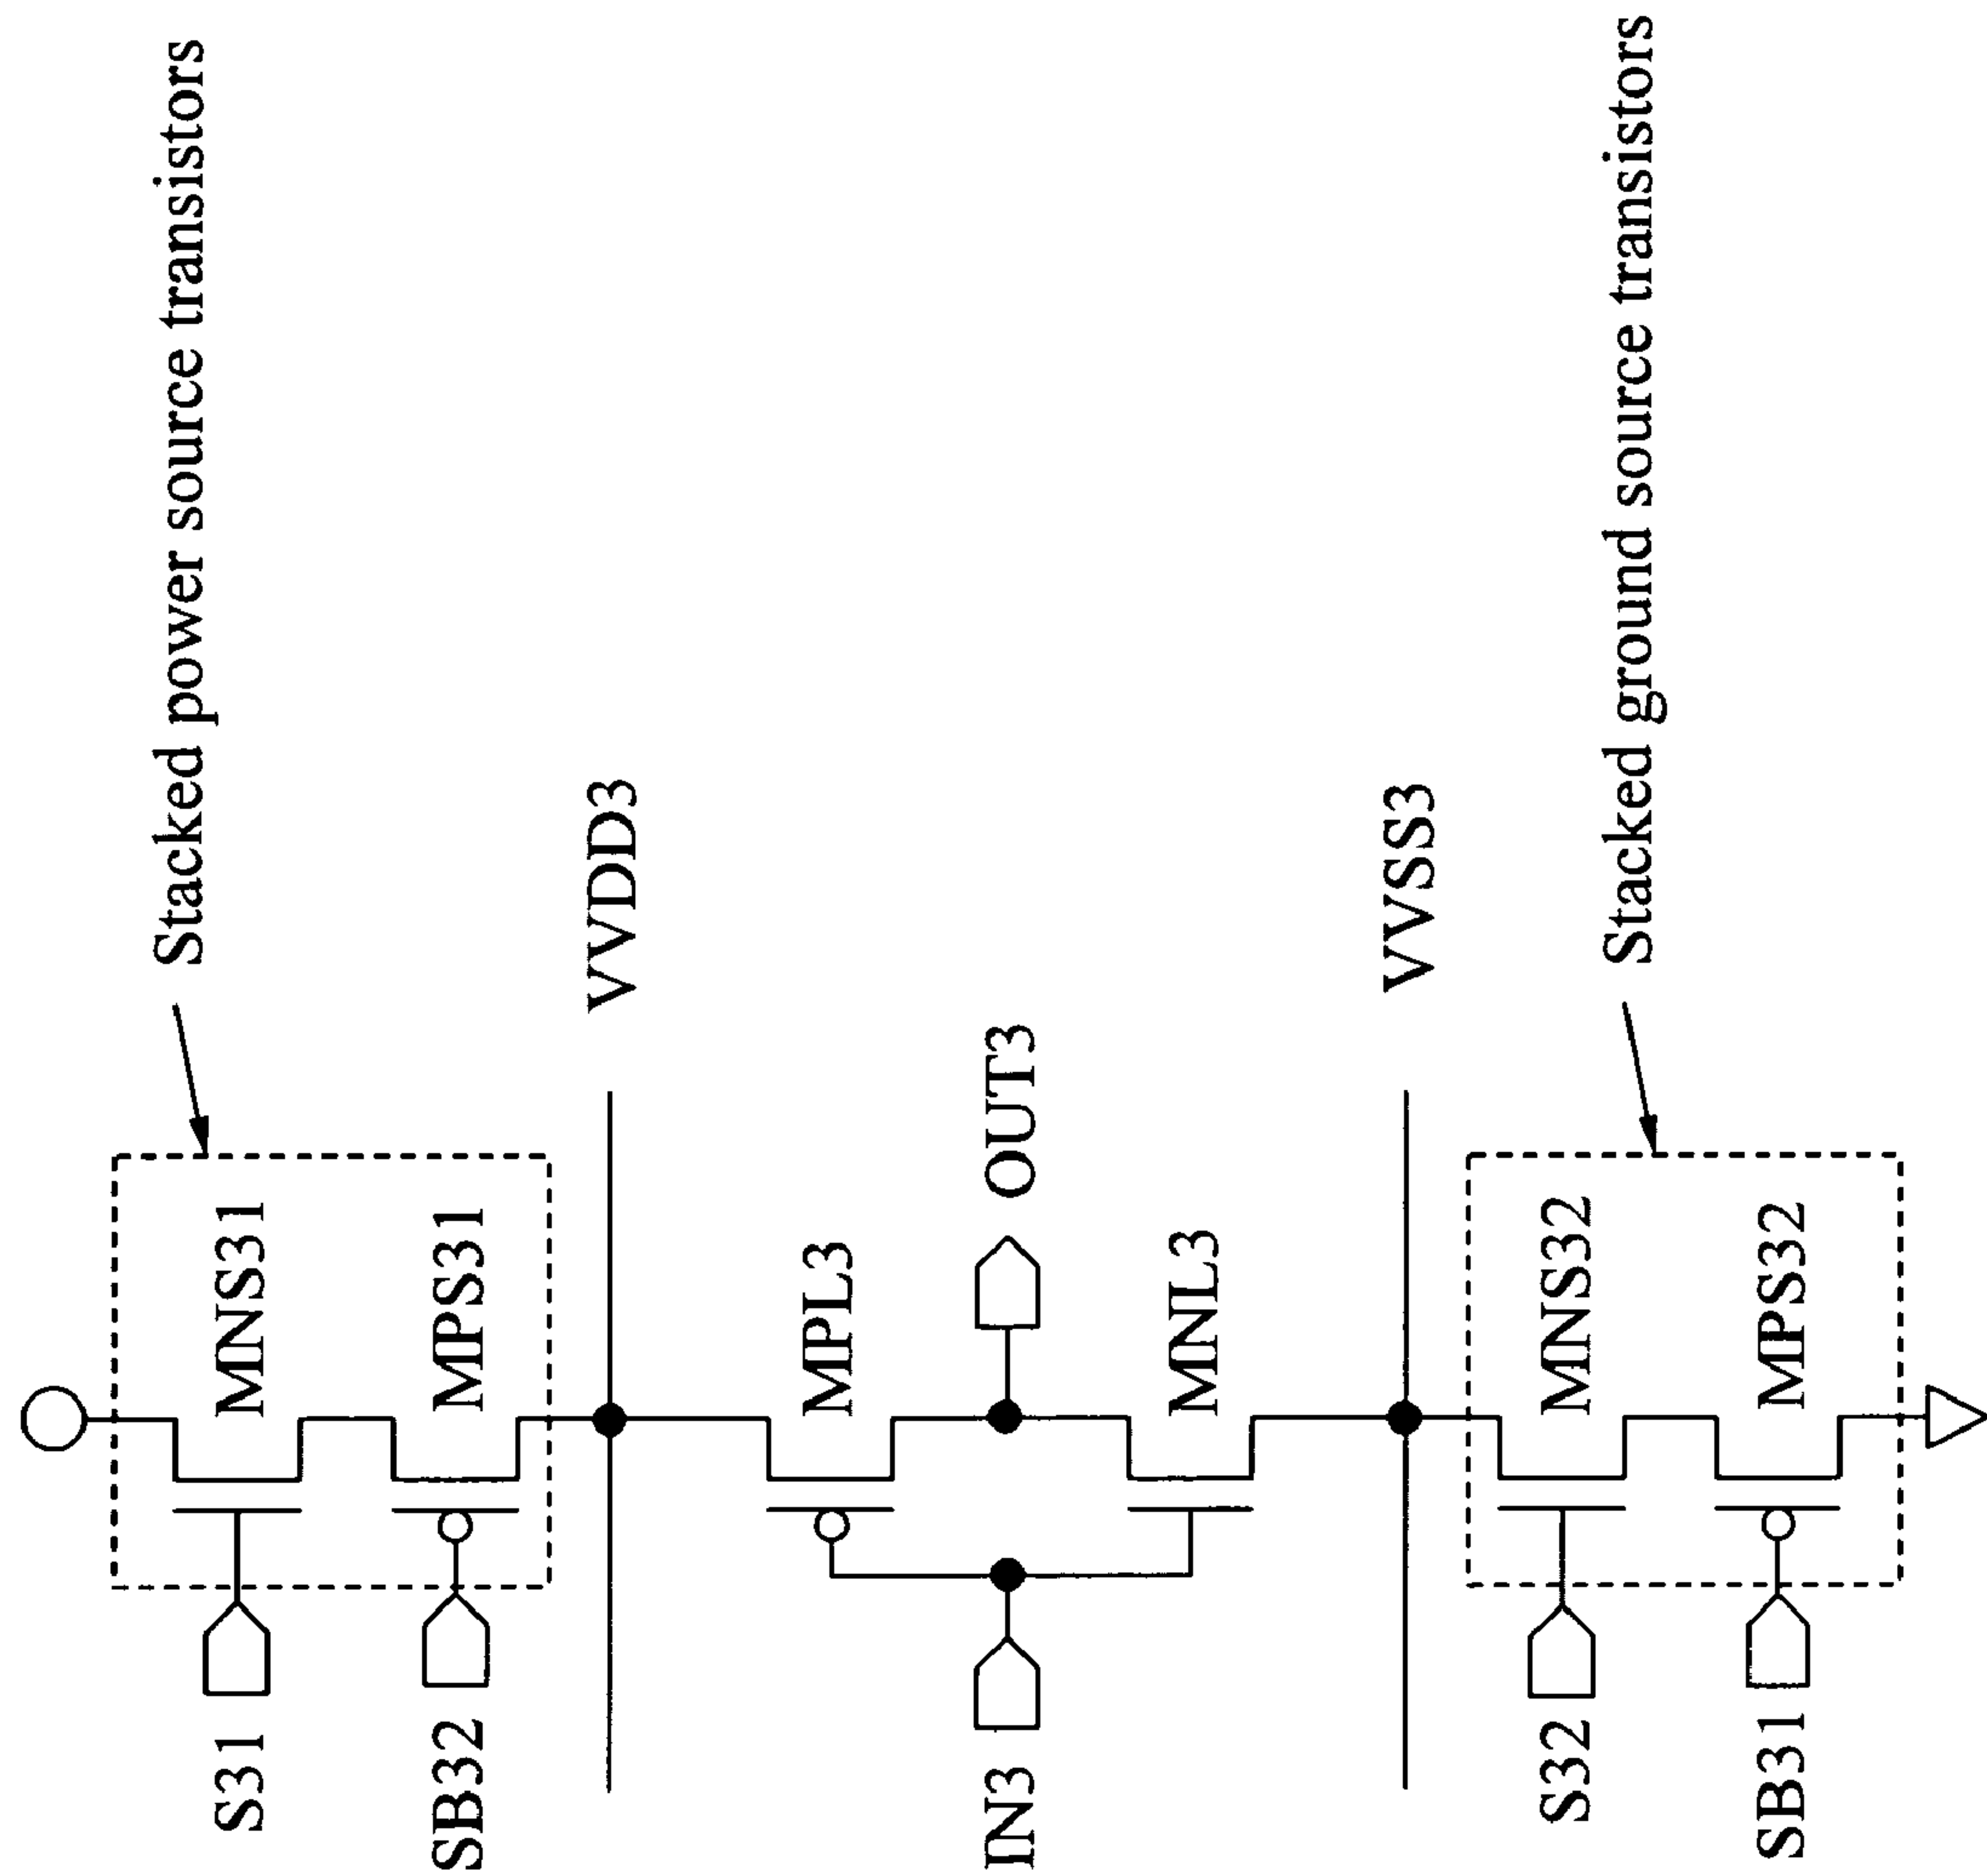 Stacked power source transistors
S31
MNS31
SB32
MPS31
VVDD3
MPL3
IN3
OUT3
MNL3
VVSS3
Stacked ground source transistors
S32
MNS32
SB31
MPS32